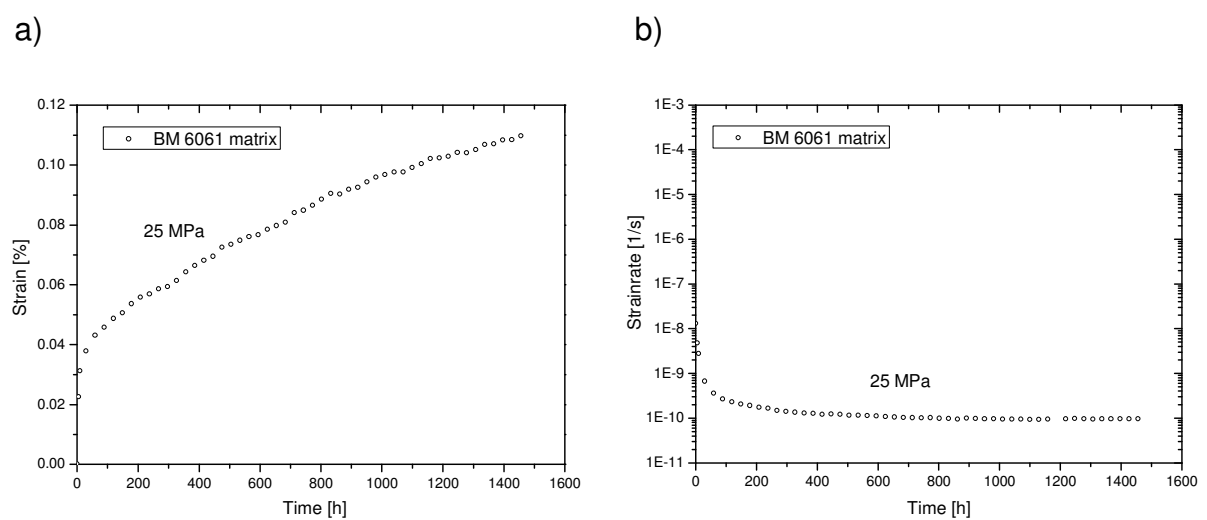 a)
b)
0.12
0.10
0.08
0.06
0.04
0.02
0.00
Strain [%]
BM 6061 matrix
25 MPa
0 200 400 600 800 1000 1200 1400 1600
Time [h]
1E-3
1E-4
1E-5
1E-6
1E-7
1E-8
1E-9
1E-10
1E-11
Strainrate [1/s]
BM 6061 matrix
25 MPa
0 200 400 600 800 1000 1200 1400 1600
Time [h]